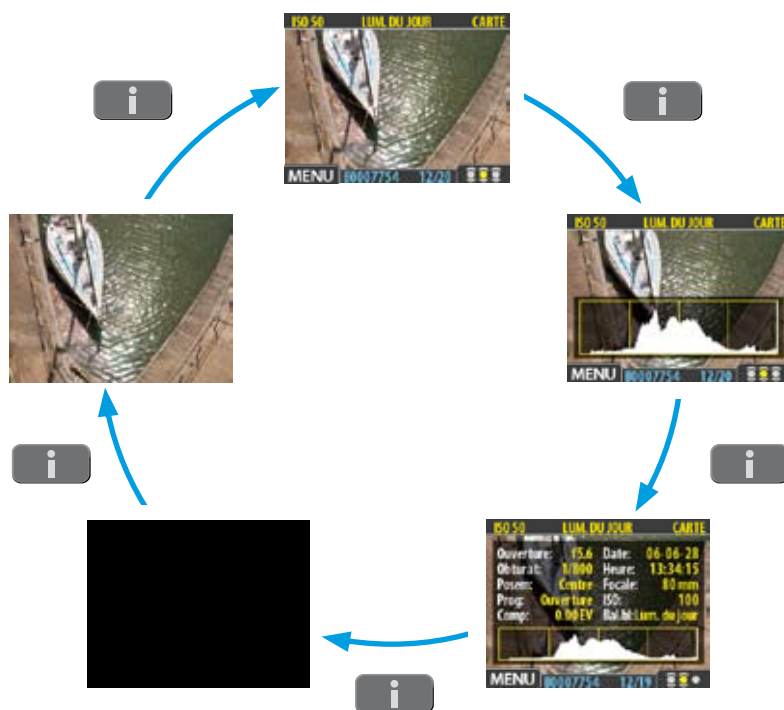 ISO 50 LUM. DU JOUR CARTE
MENU 80007754 12/20
i
i
ISO 50 LUM. DU JOUR CARTE
MENU 80007754 12/20
i
i
ISO 50 LUM. DU JOUR CARTE
Ouverture: f5.6 Date: 06-06-28
Obturat: 1/800 Heure: 13:34:15
Posem: Centre Focale: 80 mm
Prog: Ouverture ISO: 100
Comp: 0.00 EV Bal.bl: Lum. du jour
MENU 80007754 12/19
i